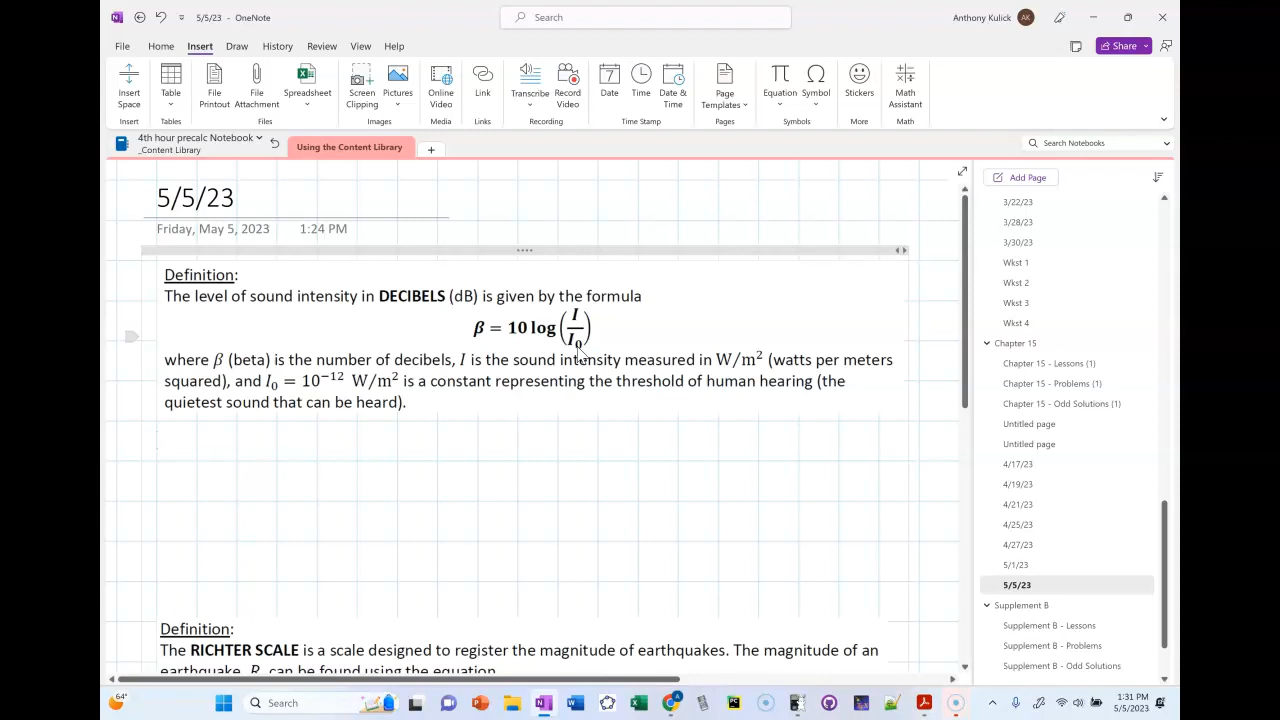 5/5/23 - OneNote
Search
Anthony Kulick AK
File Home Insert Draw History Review View Help
Share
Insert Space
Table
File Printout
File Attachment
Spreadsheet
Screen Clipping
Pictures
Online Video
Link
Transcribe
Record Video
Date
Time
Date & Time
Page Templates
Equation
Symbol
Stickers
Math Assistant
Insert Tables Files Images Media Links Recording Time Stamp Pages Symbols More Math
4th hour precalc Notebook
_Content Library
Using the Content Library
Search Notebooks
5/5/23
Friday, May 5, 2023 1:24 PM
Definition:
The level of sound intensity in DECIBELS (dB) is given by the formula
β = 10 log(I/I₀)
where β (beta) is the number of decibels, I is the sound intensity measured in W/m² (watts per meters
squared), and I₀ = 10⁻¹² W/m² is a constant representing the threshold of human hearing (the
quietest sound that can be heard).
Definition:
The RICHTER SCALE is a scale designed to register the magnitude of earthquakes. The magnitude of an
earthquake, R, can be found using the equation
Add Page
3/22/23
3/28/23
3/30/23
Wkst 1
Wkst 2
Wkst 3
Wkst 4
Chapter 15
Chapter 15 - Lessons (1)
Chapter 15 - Problems (1)
Chapter 15 - Odd Solutions (1)
Untitled page
Untitled page
4/17/23
4/19/23
4/21/23
4/25/23
4/27/23
5/1/23
5/5/23
Supplement B
Supplement B - Lessons
Supplement B - Problems
Supplement B - Odd Solutions
64°
Search
1:31 PM
5/5/2023